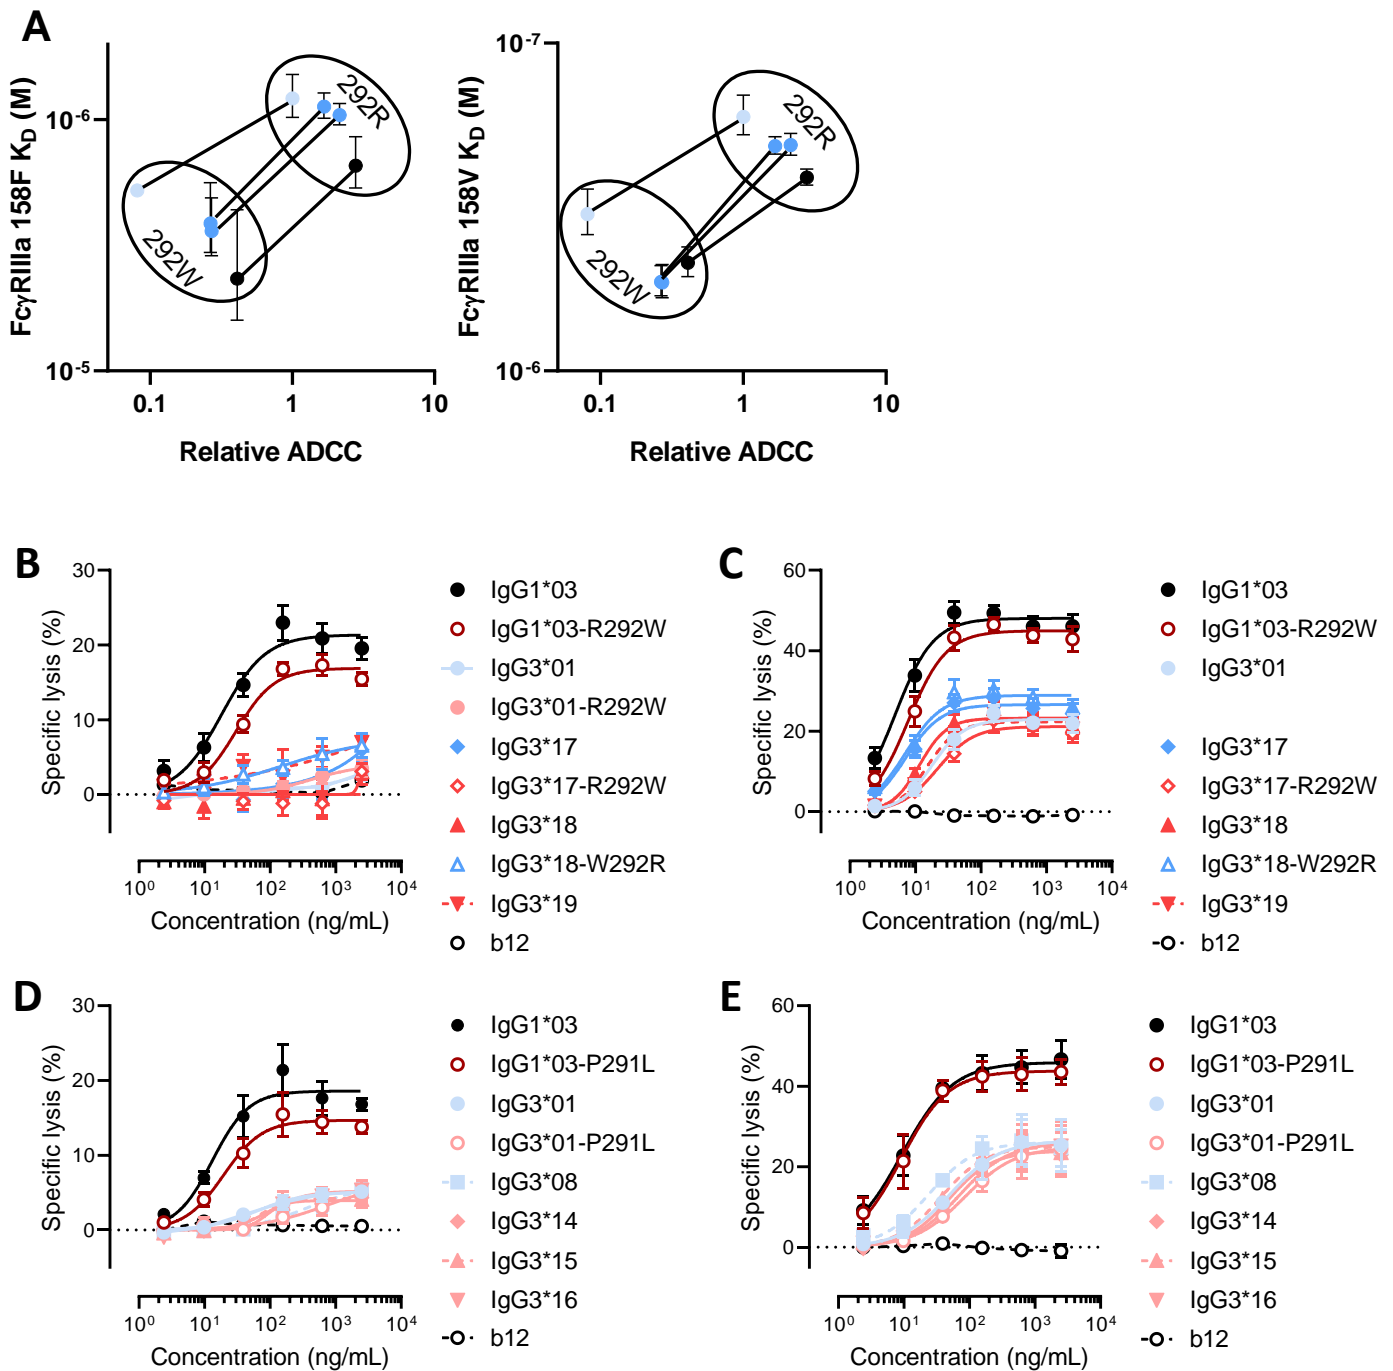 A
FcγRIIIa 158F K_D (M)
10^-6
10^-5
292R
292W
0.1 1 10
Relative ADCC
FcγRIIIa 158V K_D (M)
10^-7
10^-6
292R
292W
0.1 1 10
Relative ADCC
B
Specific lysis (%)
30
20
10
0
10^0 10^1 10^2 10^3 10^4
Concentration (ng/mL)
IgG1*03
IgG1*03-R292W
IgG3*01
IgG3*01-R292W
IgG3*17
IgG3*17-R292W
IgG3*18
IgG3*18-W292R
IgG3*19
b12
C
Specific lysis (%)
60
40
20
0
10^0 10^1 10^2 10^3 10^4
Concentration (ng/mL)
IgG1*03
IgG1*03-R292W
IgG3*01
IgG3*17
IgG3*17-R292W
IgG3*18
IgG3*18-W292R
IgG3*19
b12
D
Specific lysis (%)
30
20
10
0
10^0 10^1 10^2 10^3 10^4
Concentration (ng/mL)
IgG1*03
IgG1*03-P291L
IgG3*01
IgG3*01-P291L
IgG3*08
IgG3*14
IgG3*15
IgG3*16
b12
E
Specific lysis (%)
60
40
20
0
10^0 10^1 10^2 10^3 10^4
Concentration (ng/mL)
IgG1*03
IgG1*03-P291L
IgG3*01
IgG3*01-P291L
IgG3*08
IgG3*14
IgG3*15
IgG3*16
b12